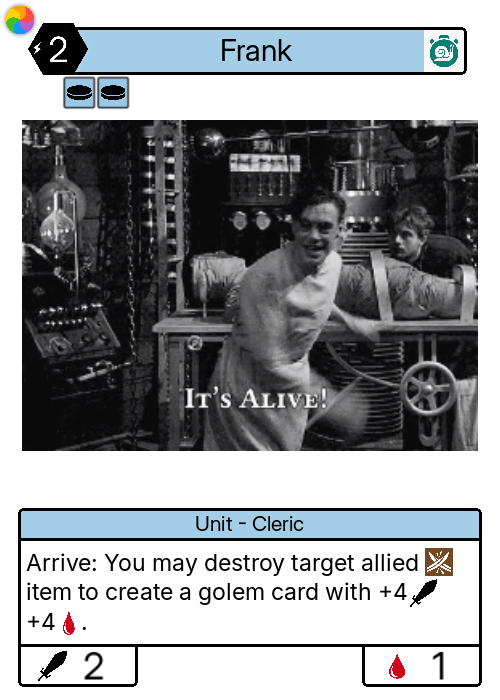 2
Frank
IT'S ALIVE!
Unit - Cleric
Arrive: You may destroy target allied
item to create a golem card with +4
+4 .
2
1